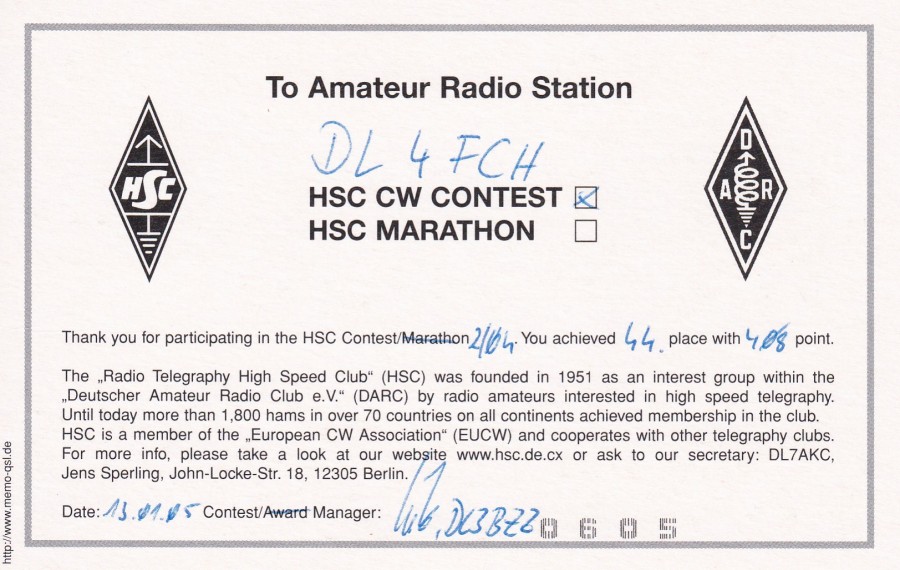 To Amateur Radio Station
DL 4 FCH
HSC CW CONTEST
HSC MARATHON
HSC
D A R C
Thank you for participating in the HSC Contest/Marathon 2/04. You achieved 44. place with 408 point.
The „Radio Telegraphy High Speed Club“ (HSC) was founded in 1951 as an interest group within the
„Deutscher Amateur Radio Club e.V.“ (DARC) by radio amateurs interested in high speed telegraphy.
Until today more than 1,800 hams in over 70 countries on all continents achieved membership in the club.
HSC is a member of the „European CW Association“ (EUCW) and cooperates with other telegraphy clubs.
For more info, please take a look at our website www.hsc.de.cx or ask to our secretary: DL7AKC,
Jens Sperling, John-Locke-Str. 18, 12305 Berlin.
Date: 13.01.05 Contest/Award Manager: DL3BZZ
0605
http://www.memo-qsl.de